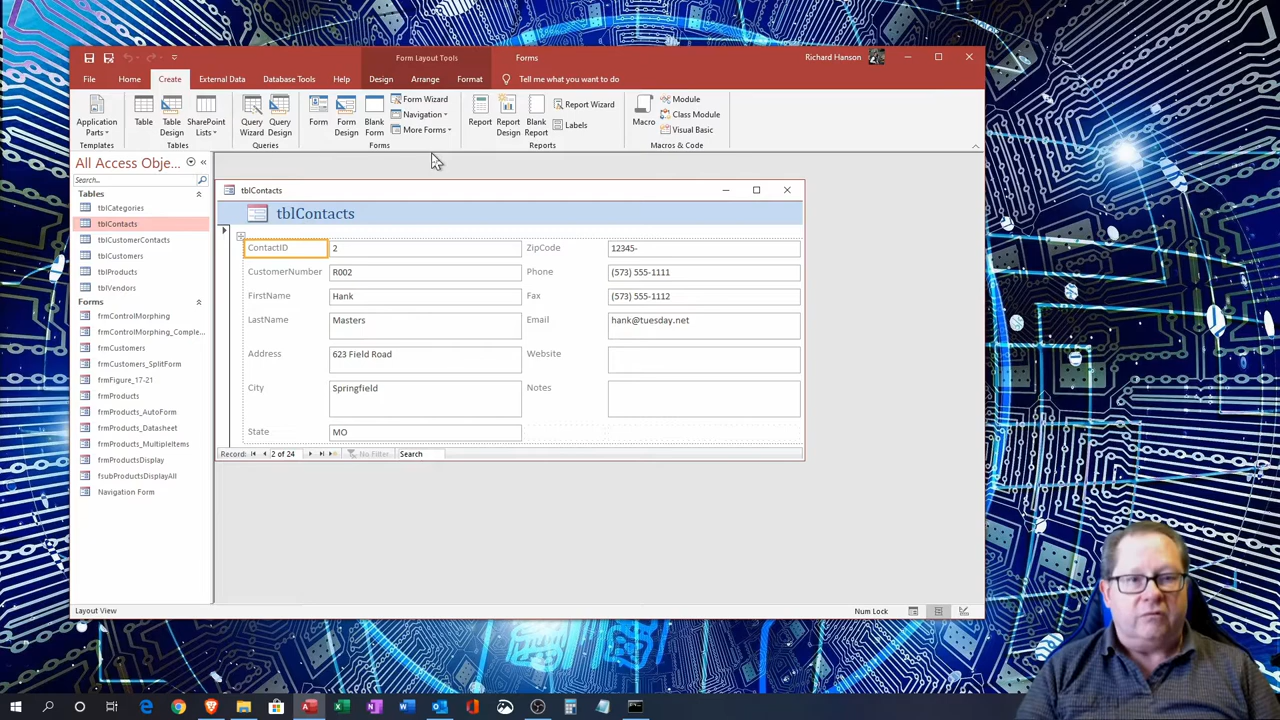 Form Layout Tools
Forms
Richard Hanson
File
Home
Create
External Data
Database Tools
Help
Design
Arrange
Format
Tell me what you want to do
Application
Parts
Templates
Table
Table
Design
SharePoint
Lists
Tables
Query
Wizard
Query
Design
Queries
Form
Form
Design
Blank
Form
Form Wizard
Navigation
More Forms
Forms
Report
Report
Design
Blank
Report
Report Wizard
Labels
Reports
Macro
Module
Class Module
Visual Basic
Macros & Code
All Access Obje...
Search...
Tables
tblCategories
tblContacts
tblCustomerContacts
tblCustomers
tblProducts
tblVendors
Forms
frmControlMorphing
frmControlMorphing_Comple...
frmCustomers
frmCustomers_SplitForm
frmFigure_17-21
frmProducts
frmProducts_AutoForm
frmProducts_Datasheet
frmProducts_MultipleItems
frmProductsDisplay
fsubProductsDisplayAll
Navigation Form
tblContacts
tblContacts
ContactID 2 ZipCode 12345-
CustomerNumber R002 Phone (573) 555-1111
FirstName Hank Fax (573) 555-1112
LastName Masters Email hank@tuesday.net
Address 623 Field Road Website
City Springfield Notes
State MO
Record: 2 of 24 No Filter Search
Layout View
Num Lock